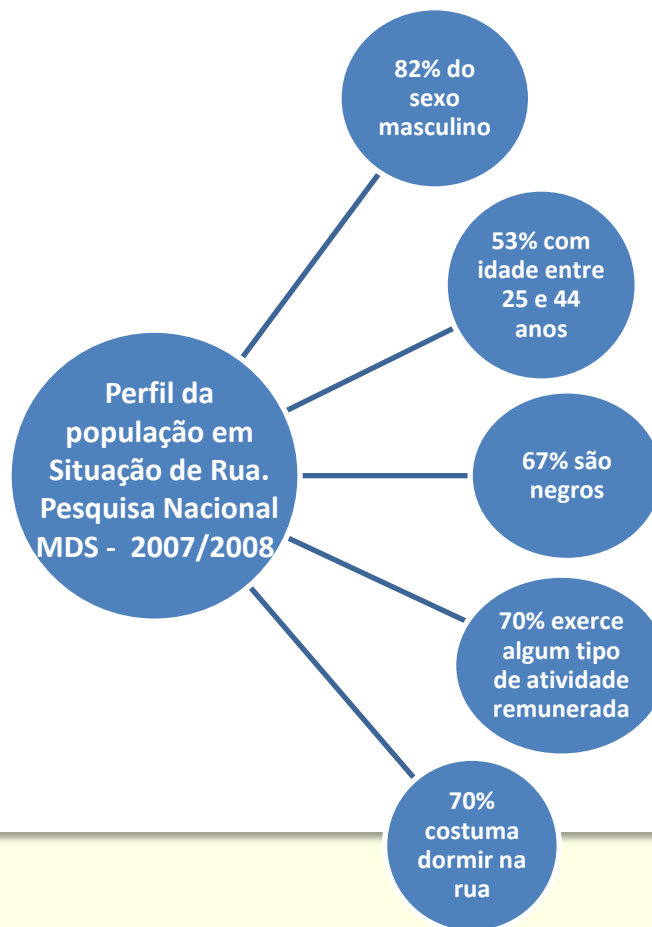 82% do
sexo
masculino
53% com
idade entre
25 e 44
anos
Perfil da
população em
Situação de Rua.
Pesquisa Nacional
MDS - 2007/2008
67% são
negros
70% exerce
algum tipo
de atividade
remunerada
70%
costuma
dormir na
rua